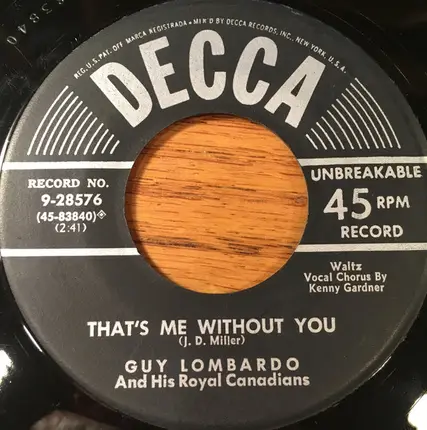 3840
REG. U.S. PAT. OFF. MARCA REGISTRADA • MF'D BY DECCA RECORDS, INC., NEW YORK, U.S.A.
DECCA
RECORD NO.
9-28576
(45-83840)
(2:41)
UNBREAKABLE
45 RPM
RECORD
Waltz
Vocal Chorus By
Kenny Gardner
THAT'S ME WITHOUT YOU
(J. D. Miller)
GUY LOMBARDO
And His Royal Canadians